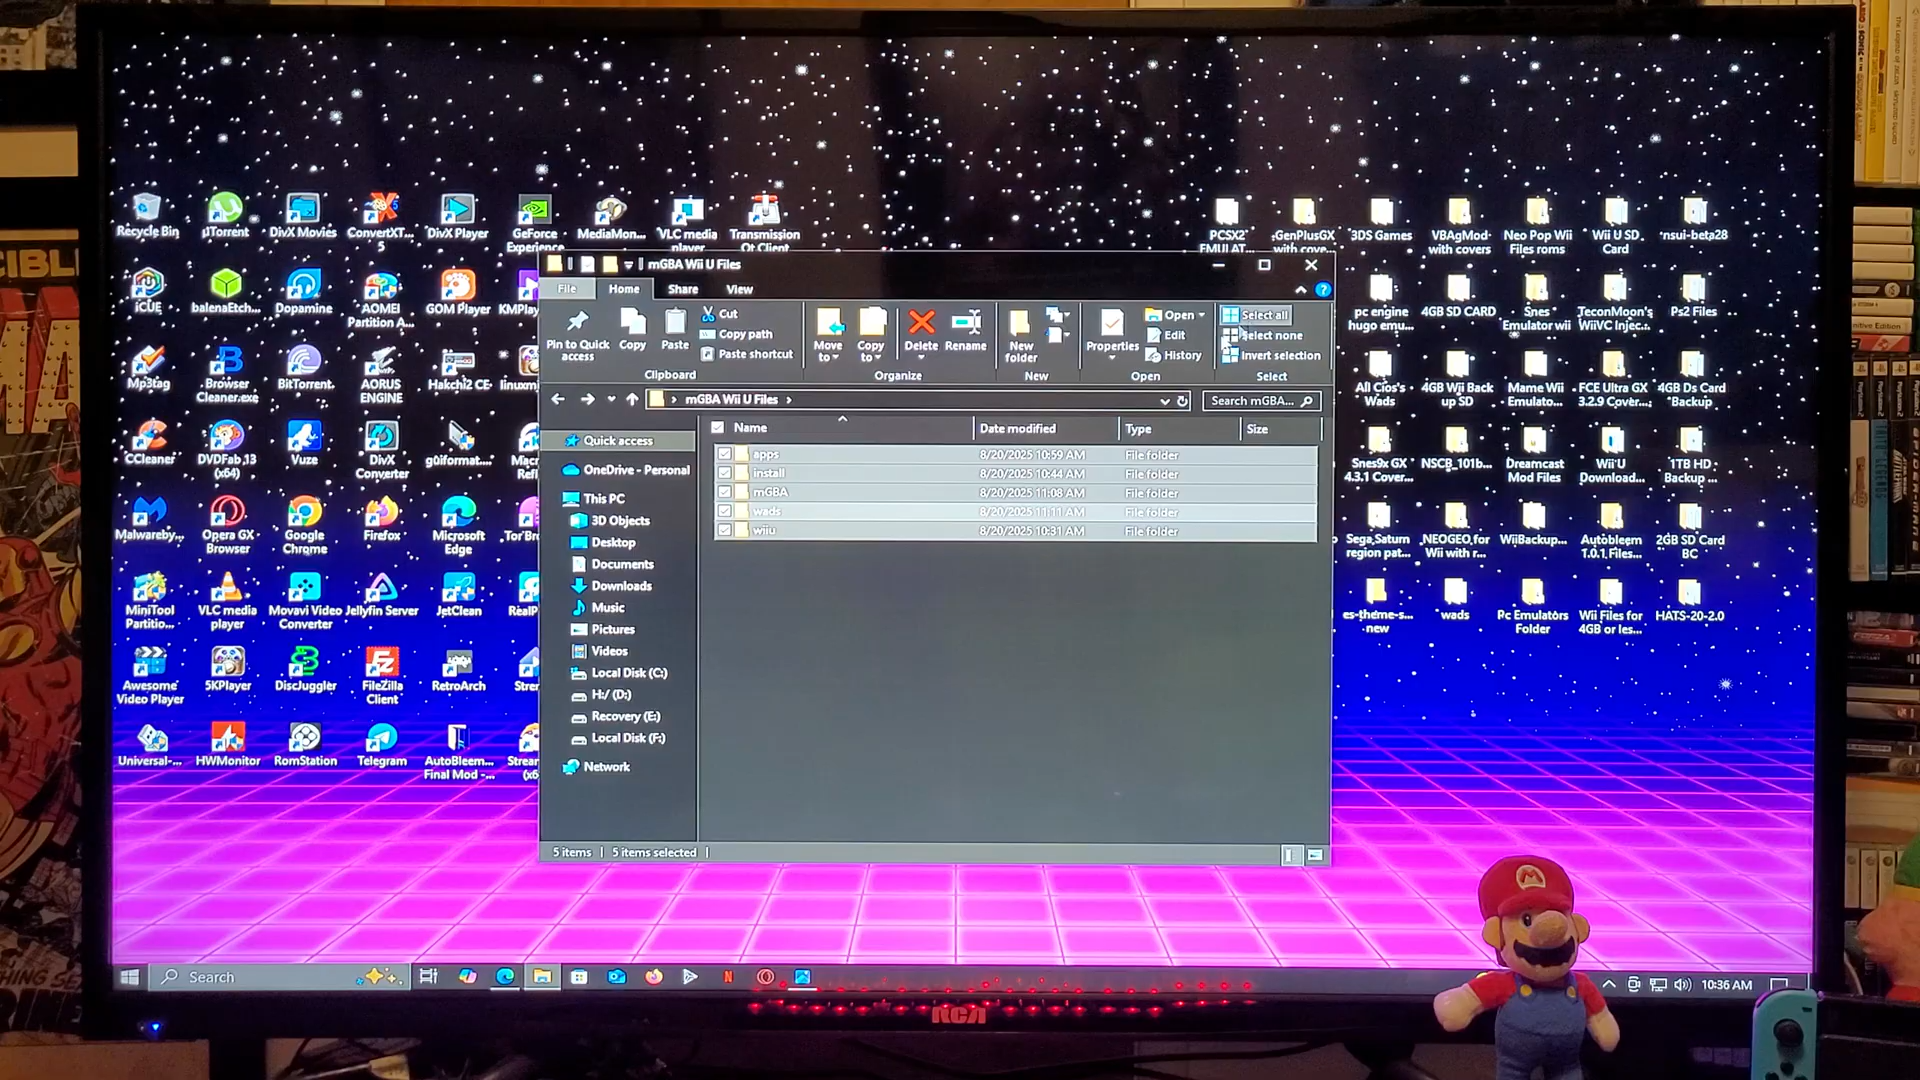 Recycle Bin
µTorrent
DivX Movies
ConvertXT...
5
DivX Player
GeForce
Experience
MediaMon...
VLC media
player
Transmission
Qt Client
PCSX2
EMULAT...
GenPlusGX
with cove...
3DS Games
VBAgMod
with covers
Neo Pop Wii
Files roms
Wii U SD
Card
nsui-beta28
mGBA Wii U Files
File
Home
Share
View
Pin to Quick
access
Copy
Paste
Cut
Copy path
Paste shortcut
Clipboard
Move
to
Copy
to
Delete
Rename
Organize
New
folder
New
Properties
Open
Edit
History
Open
Select all
Select none
Invert selection
Select
mGBA Wii U Files
Search mGBA...
Name
Date modified
Type
Size
apps 8/20/2025 10:59 AM File folder
install 8/20/2025 10:44 AM File folder
mGBA 8/20/2025 11:08 AM File folder
wads 8/20/2025 11:11 AM File folder
wiiu 8/20/2025 10:31 AM File folder
Quick access
OneDrive - Personal
This PC
3D Objects
Desktop
Documents
Downloads
Music
Pictures
Videos
Local Disk (C:)
H:/ (D:)
Recovery (E:)
Local Disk (F:)
Network
5 items
5 items selected
iCUE
balenaEtch...
Dopamine
AOMEI
Partition A...
GOM Player
KMPlay
Mp3tag
Browser
Cleaner.exe
BitTorrent
AORUS
ENGINE
Hakchi2 CE
CCleaner
DVDFab 13
(x64)
Vuze
DivX
Converter
guiformat....
Malwareby...
Opera GX
Browser
Google
Chrome
Firefox
Microsoft
Edge
MiniTool
Partitio...
VLC media
player
Movavi Video
Converter
Jellyfin Server
JetClean
Awesome
Video Player
5KPlayer
DiscJuggler
FileZilla
Client
RetroArch
Universal-...
HWMonitor
RomStation
Telegram
AutoBleem...
Final Mod -...
pc engine
hugo emu...
4GB SD CARD
Snes
Emulator wii
TeconMoon's
WiiVC Injec...
Ps2 Files
All Cios's
Wads
4GB Wii Back
up SD
Mame Wii
Emulato...
FCE Ultra GX
3.2.9 Cover...
4GB Ds Card
Backup
Snes9x GX
4.3.1 Cover...
NSCB_101b...
Dreamcast
Mod Files
Wii U
Download...
1TB HD
Backup ...
Sega Saturn
region pat...
NEOGEO for
Wii with r...
WiiBackup...
Autobleem
1.0.1 Files...
2GB SD Card
BC
es-theme-s...
new
wads
Pc Emulators
Folder
Wii Files for
4GB or les...
HATS-20-2.0
Search
10:36 AM
RCA